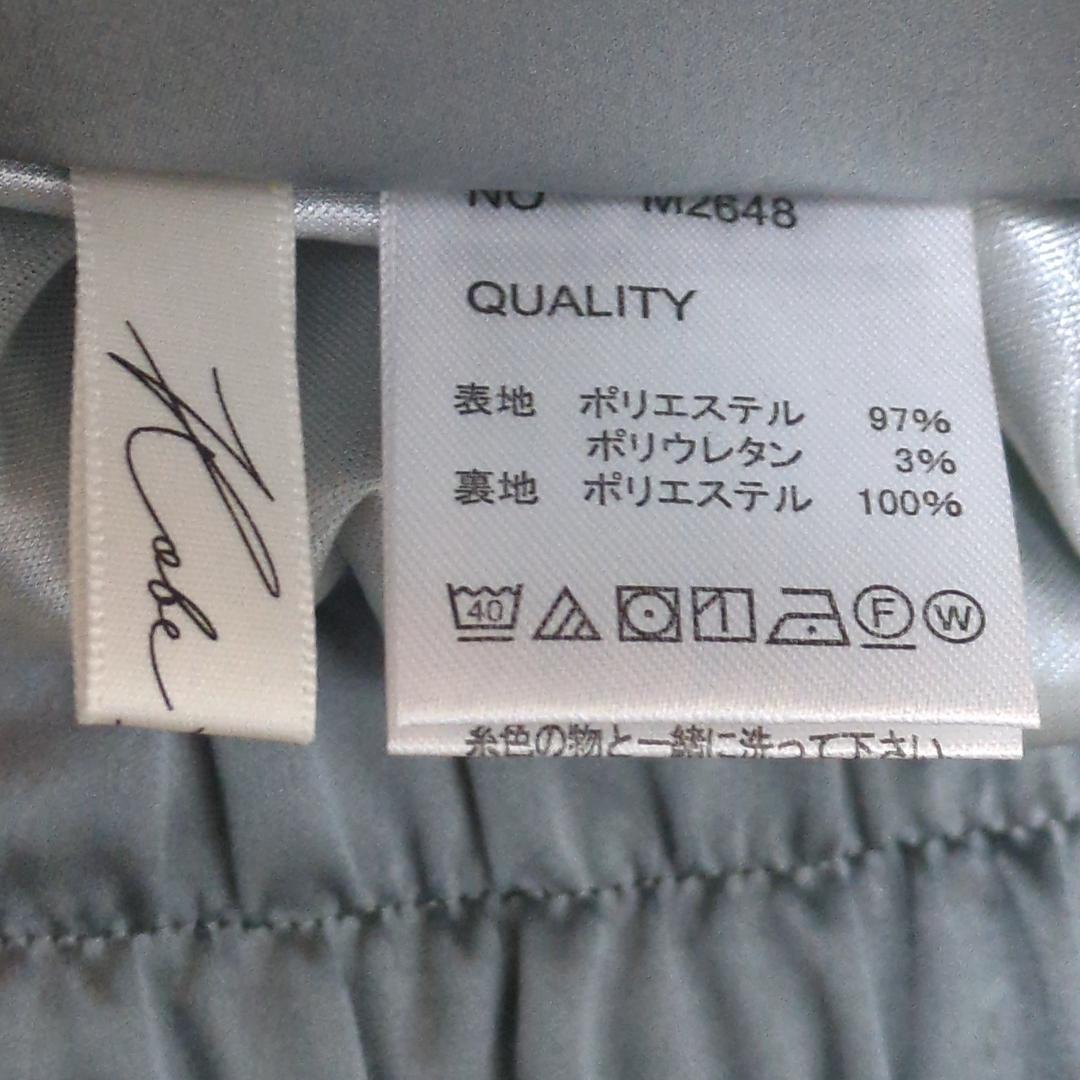 Kobe
NO M2648
QUALITY
表地 ポリエステル 97%
ポリウレタン 3%
裏地 ポリエステル 100%
40 F W
糸色の物と一緒に洗って下さい